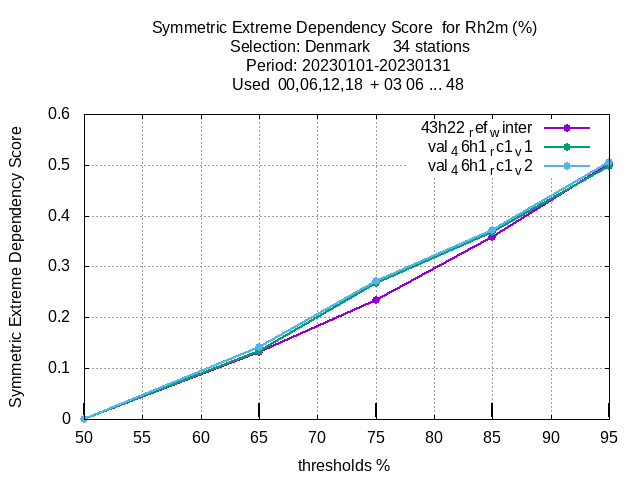 Symmetric Extreme Dependency Score  for Rh2m (%)
Selection: Denmark     34 stations
Period: 20230101-20230131
Used  00,06,12,18  + 03 06 ... 48
43h22_ref_winter
val_46h1_rc1_v1
val_46h1_rc1_v2
Symmetric Extreme Dependency Score
0.6
0.5
0.4
0.3
0.2
0.1
0
50 55 60 65 70 75 80 85 90 95
thresholds %